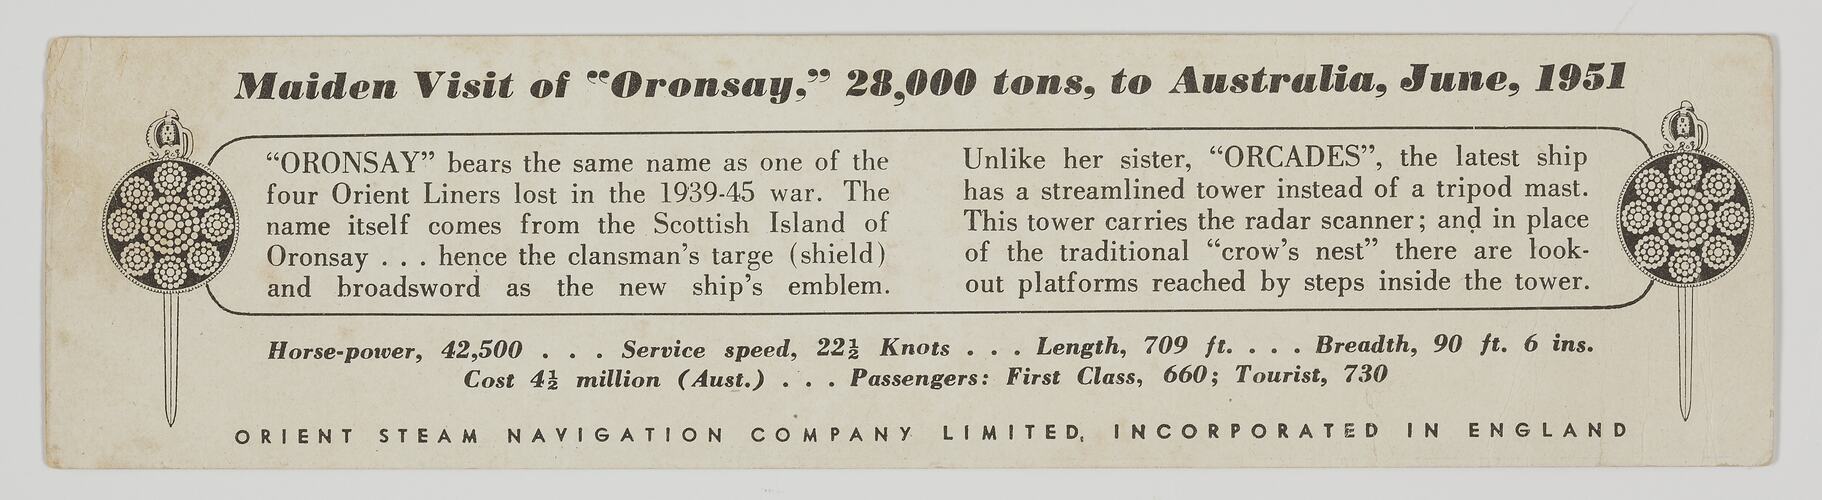 Maiden Visit of "Oronsay," 28,000 tons, to Australia, June, 1951
"ORONSAY" bears the same name as one of the
four Orient Liners lost in the 1939-45 war. The
name itself comes from the Scottish Island of
Oronsay . . . hence the clansman's targe (shield)
and broadsword as the new ship's emblem.
Unlike her sister, "ORCADES", the latest ship
has a streamlined tower instead of a tripod mast.
This tower carries the radar scanner; and in place
of the traditional "crow's nest" there are look-
out platforms reached by steps inside the tower.
Horse-power, 42,500 . . . Service speed, 22½ Knots . . . Length, 709 ft. . . . Breadth, 90 ft. 6 ins.
Cost 4½ million (Aust.) . . . Passengers: First Class, 660; Tourist, 730
ORIENT STEAM NAVIGATION COMPANY LIMITED, INCORPORATED IN ENGLAND